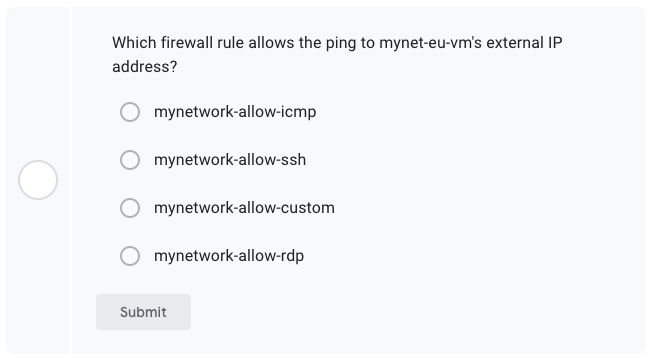 Which firewall rule allows the ping to mynet-eu-vm's external IP
address?
mynetwork-allow-icmp
mynetwork-allow-ssh
mynetwork-allow-custom
mynetwork-allow-rdp
Submit